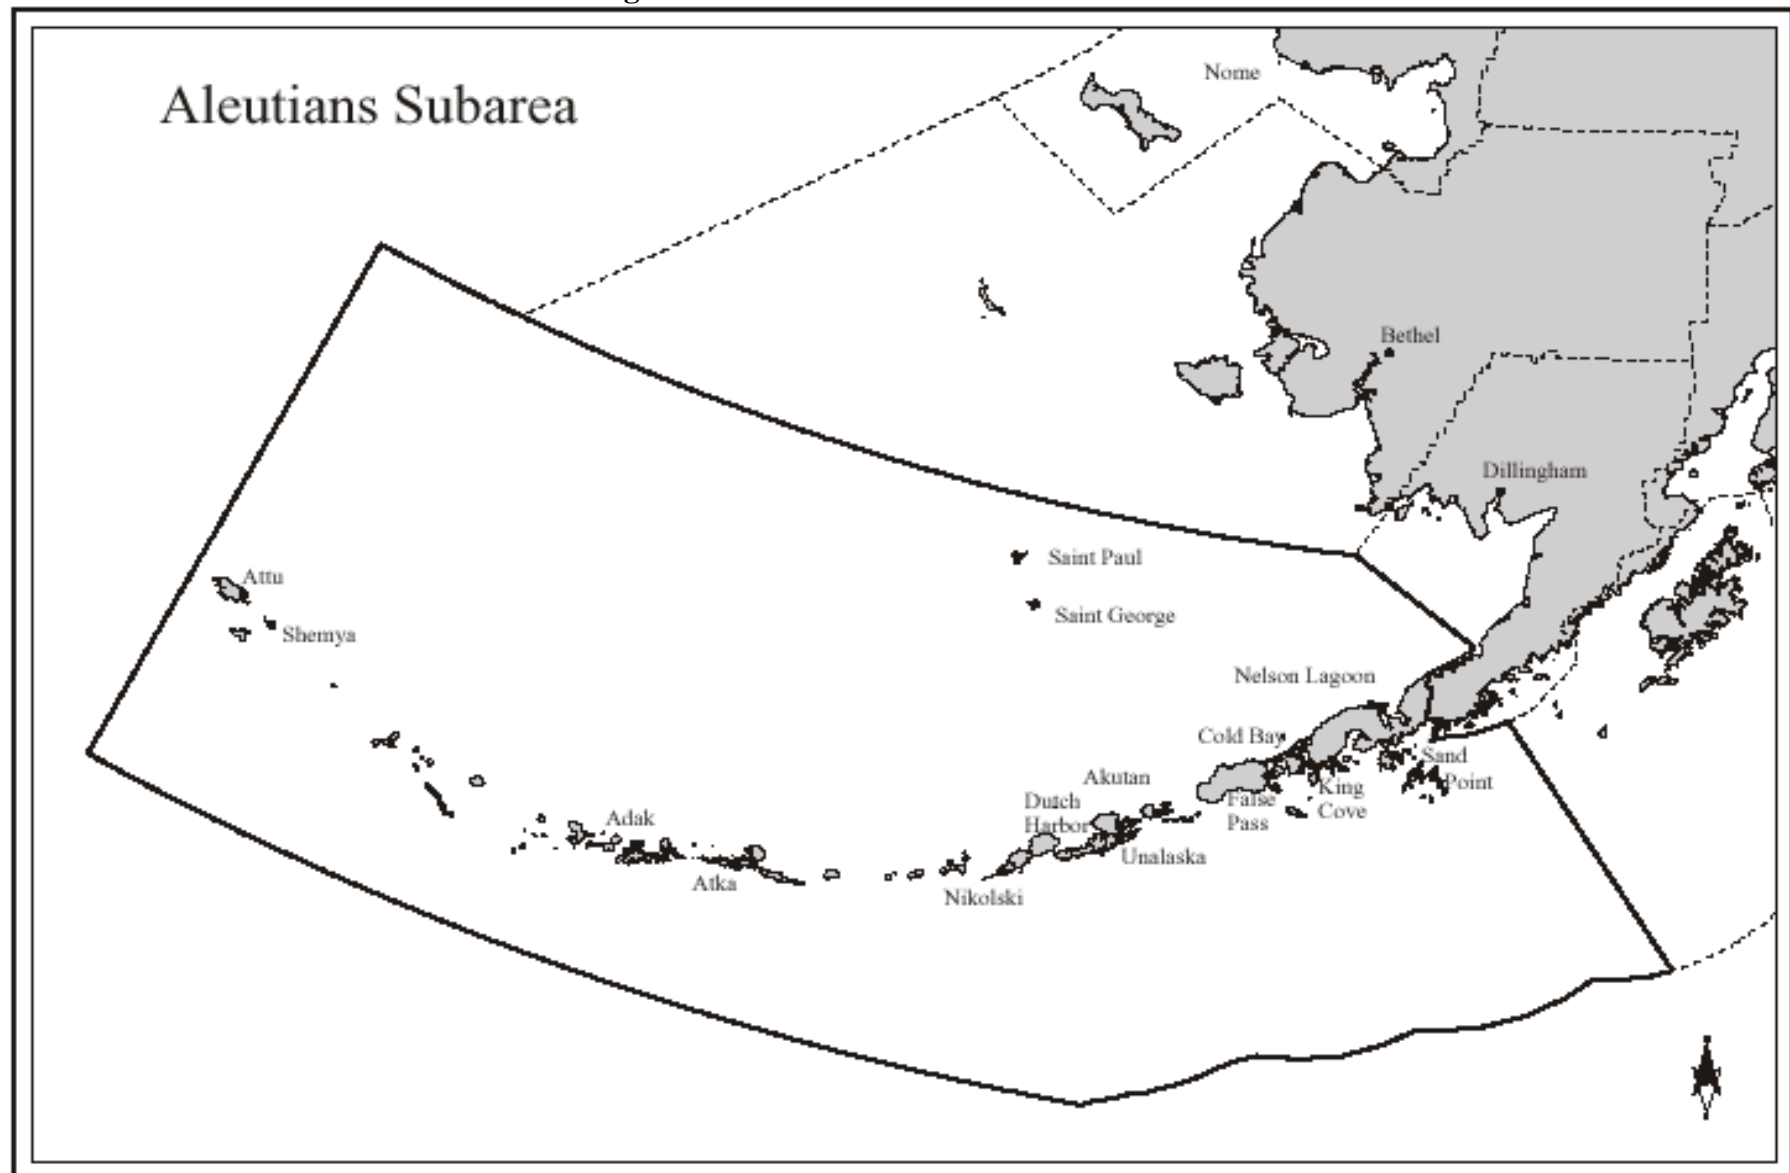 Aleutians Subarea
Nome
Bethel
Dillingham
Saint Paul
Attu
Saint George
Shemya
Nelson Lagoon
Cold Bay
Sand
Point
Akutan
King
Cove
False
Pass
Dutch
Harbor
Adak
Unalaska
Atka
Nikolski